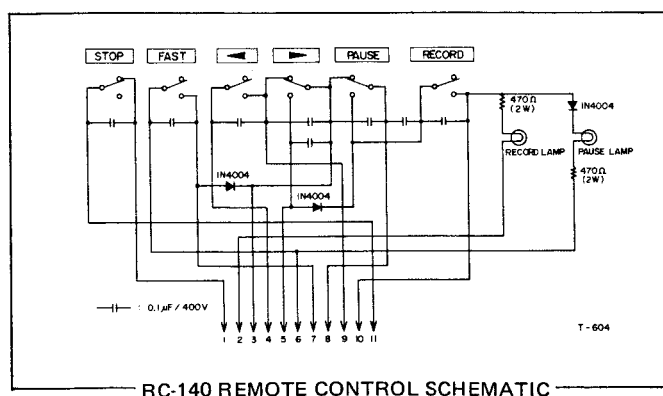 STOP FAST ◄ ► PAUSE RECORD
470Ω (2W) 1N4004
RECORD LAMP PAUSE LAMP
1N4004 470Ω (2W)
1N4004
: 0.1μF / 400V
1 2 3 4 5 6 7 8 9 10 11
T-604
RC-140 REMOTE CONTROL SCHEMATIC